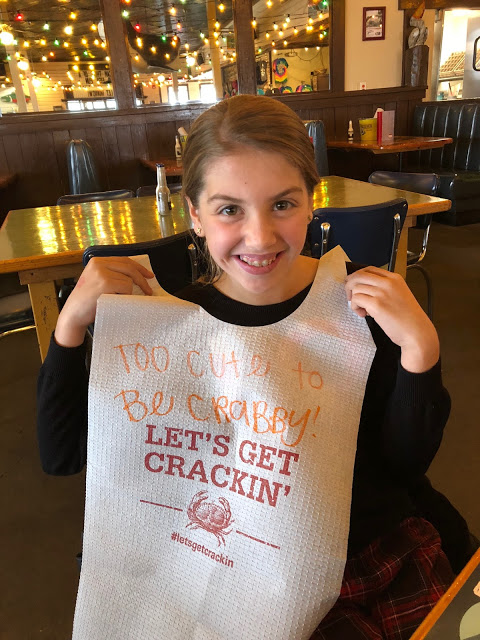 TOO CUTE to
BE CRABBY!
LET'S GET
CRACKIN'
#letsgetcrackin